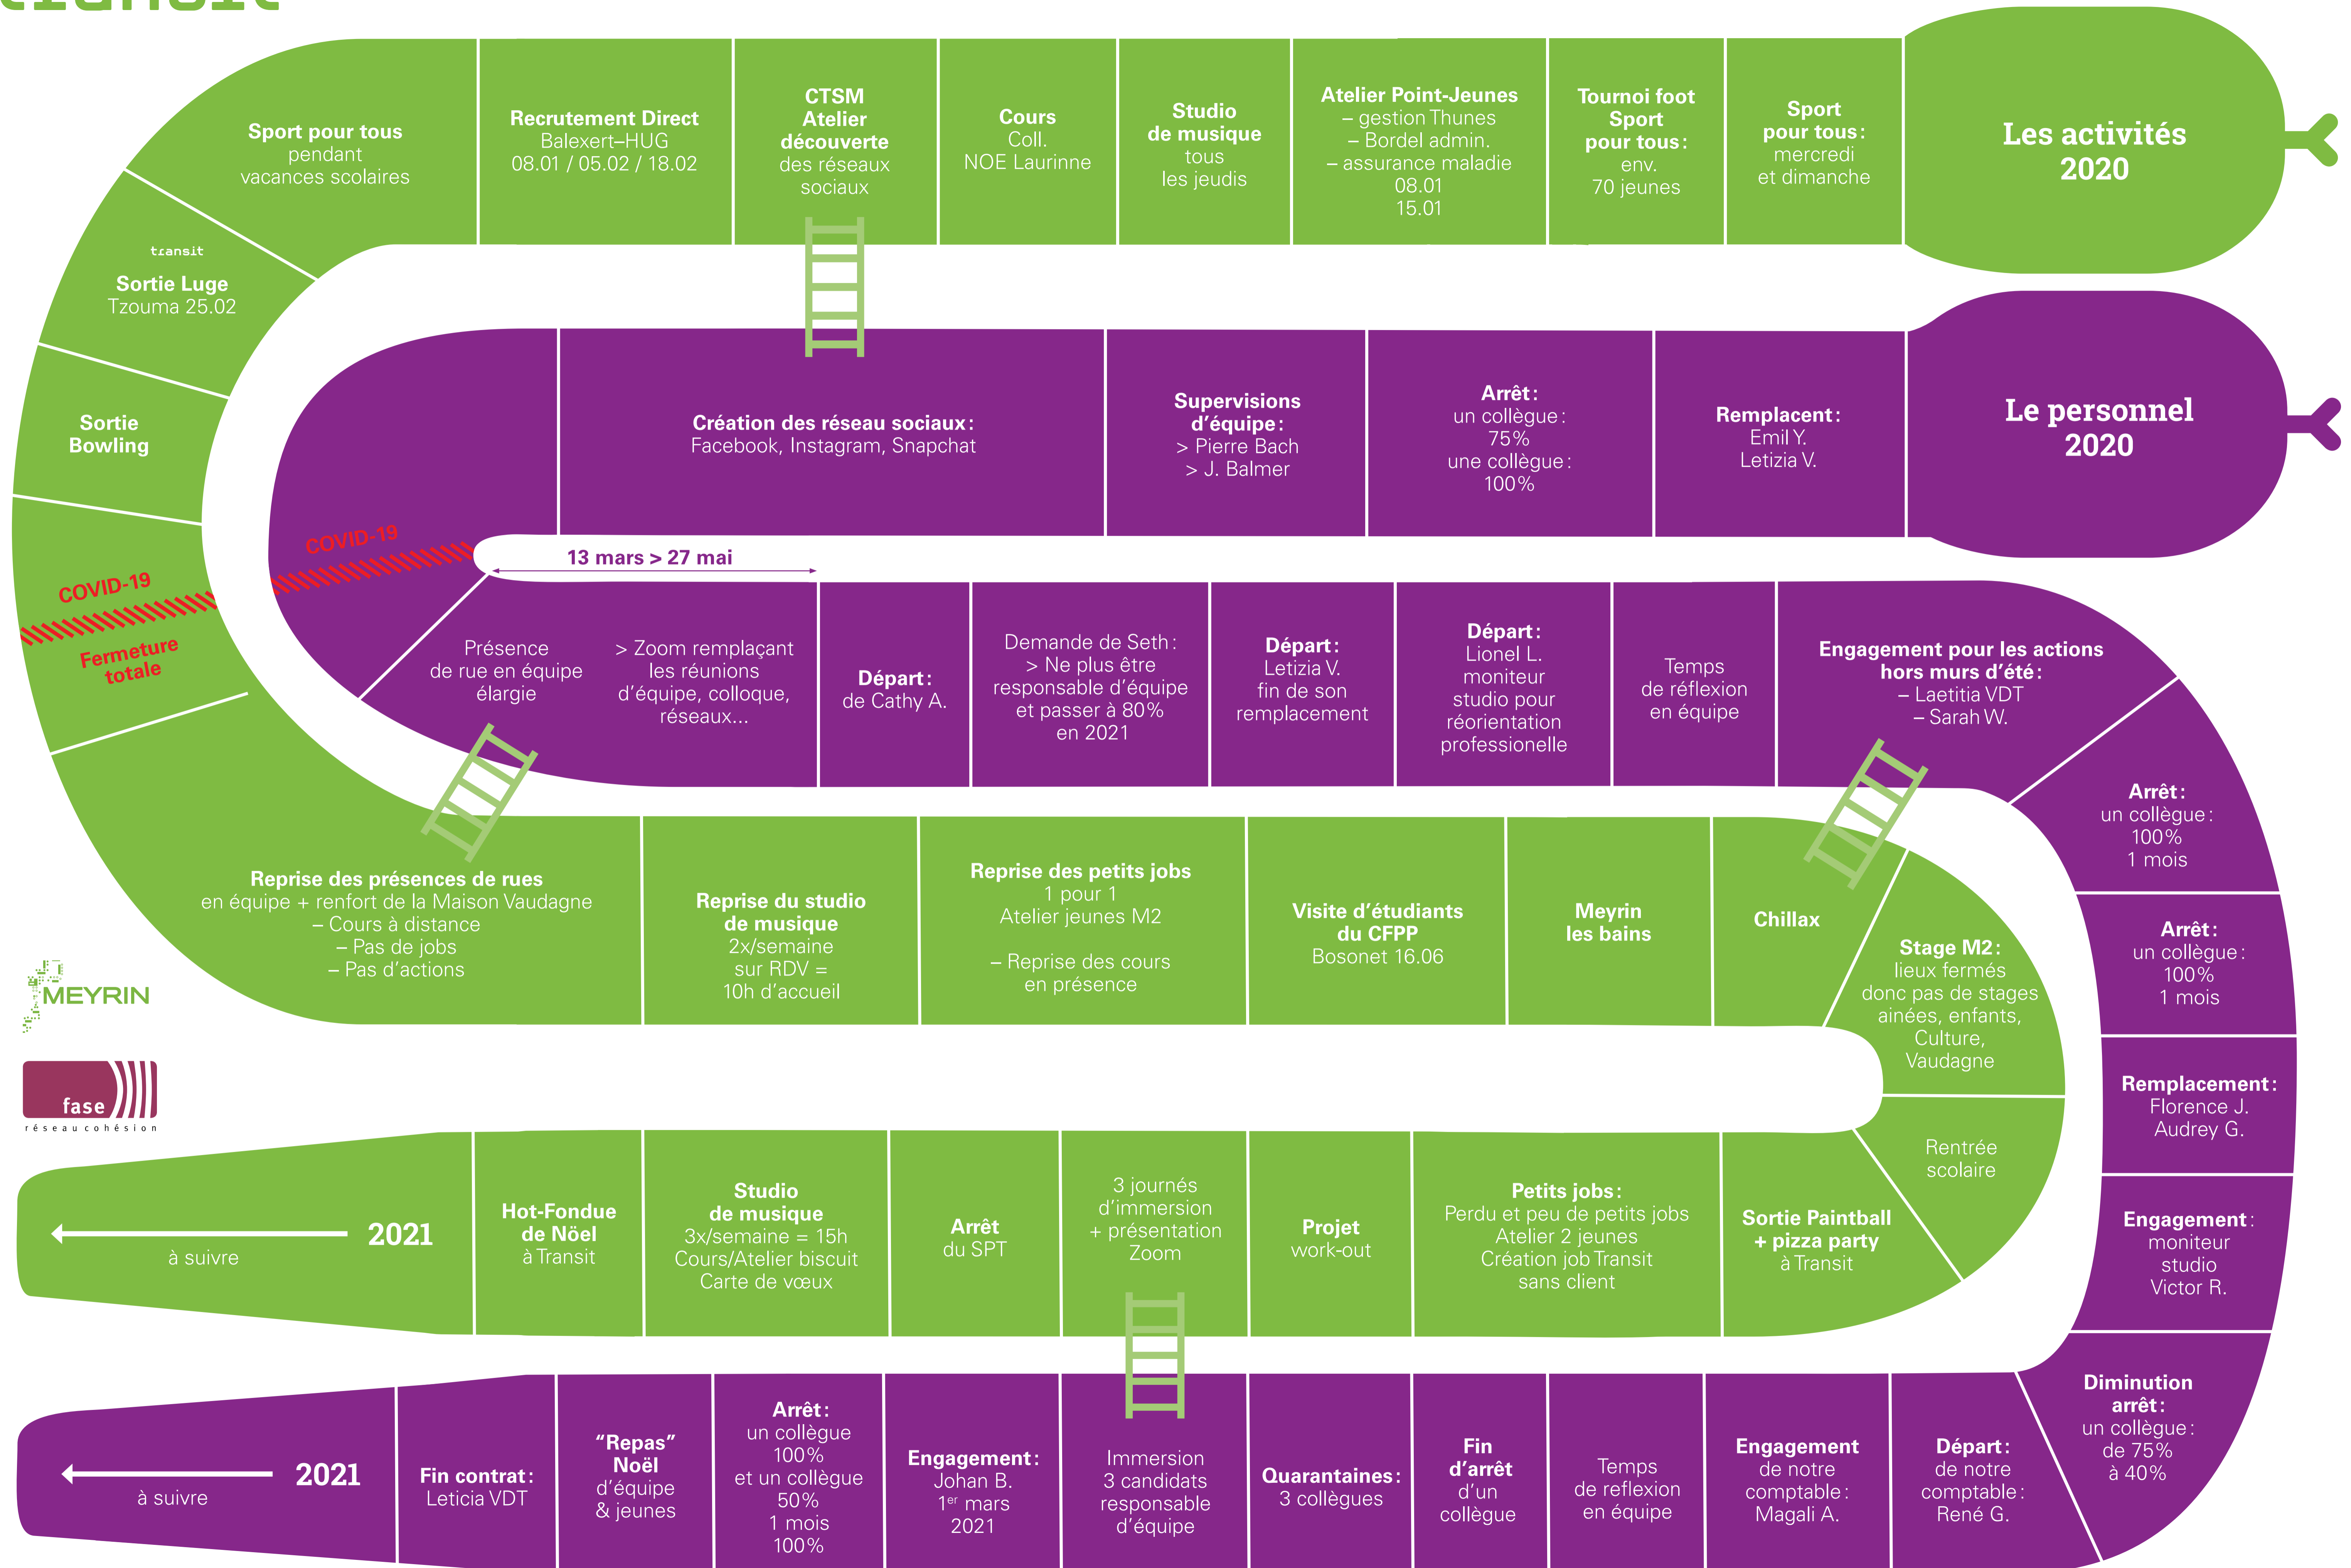 transit
Les activités
2020
Sport
pour tous :
mercredi
et dimanche
Tournoi foot
Sport
pour tous :
env.
70 jeunes
Atelier Point-Jeunes
– gestion Thunes
– Bordel admin.
– assurance maladie
08.01
15.01
Studio
de musique
tous
les jeudis
Cours
Coll.
NOE Laurinne
CTSM
Atelier
découverte
des réseaux
sociaux
Recrutement Direct
Balexert–HUG
08.01 / 05.02 / 18.02
Sport pour tous
pendant
vacances scolaires
transit
Sortie Luge
Tzouma 25.02
Sortie
Bowling
COVID-19
Fermeture
totale
Reprise des présences de rues
en équipe + renfort de la Maison Vaudagne
– Cours à distance
– Pas de jobs
– Pas d’actions
Reprise du studio
de musique
2x/semaine
sur RDV =
10h d’accueil
Reprise des petits jobs
1 pour 1
Atelier jeunes M2
– Reprise des cours
en présence
Visite d’étudiants
du CFPP
Bosonet 16.06
Meyrin
les bains
Chillax
Stage M2 :
lieux fermés
donc pas de stages
ainées, enfants,
Culture,
Vaudagne
Rentrée
scolaire
Sortie Paintball
+ pizza party
à Transit
Petits jobs :
Perdu et peu de petits jobs
Atelier 2 jeunes
Création job Transit
sans client
Projet
work-out
3 journés
d’immersion
+ présentation
Zoom
Arrêt
du SPT
Studio
de musique
3x/semaine = 15h
Cours/Atelier biscuit
Carte de vœux
Hot-Fondue
de Nöel
à Transit
2021
à suivre
Le personnel
2020
Remplacent :
Emil Y.
Letizia V.
Arrêt :
un collègue :
75%
une collègue :
100%
Supervisions
d’équipe :
> Pierre Bach
> J. Balmer
Création des réseau sociaux :
Facebook, Instagram, Snapchat
COVID-19
13 mars > 27 mai
Présence
de rue en équipe
élargie
> Zoom remplaçant
les réunions
d’équipe, colloque,
réseaux...
Départ :
de Cathy A.
Demande de Seth :
> Ne plus être
responsable d’équipe
et passer à 80%
en 2021
Départ :
Letizia V.
fin de son
remplacement
Départ :
Lionel L.
moniteur
studio pour
réorientation
professionelle
Temps
de réflexion
en équipe
Engagement pour les actions
hors murs d’été :
– Laetitia VDT
– Sarah W.
Arrêt :
un collègue :
100%
1 mois
Arrêt :
un collègue :
100%
1 mois
Remplacement :
Florence J.
Audrey G.
Engagement :
moniteur
studio
Victor R.
Diminution
arrêt :
un collègue :
de 75%
à 40%
Départ :
de notre
comptable :
René G.
Engagement
de notre
comptable :
Magali A.
Temps
de reflexion
en équipe
Fin
d’arrêt
d’un
collègue
Quarantaines :
3 collègues
Immersion
3 candidats
responsable
d’équipe
Engagement :
Johan B.
1er mars
2021
Arrêt :
un collègue
100%
et un collègue
50%
1 mois
100%
“Repas”
Noël
d’équipe
& jeunes
Fin contrat :
Leticia VDT
2021
à suivre
MEYRIN
fase
réseau cohésion